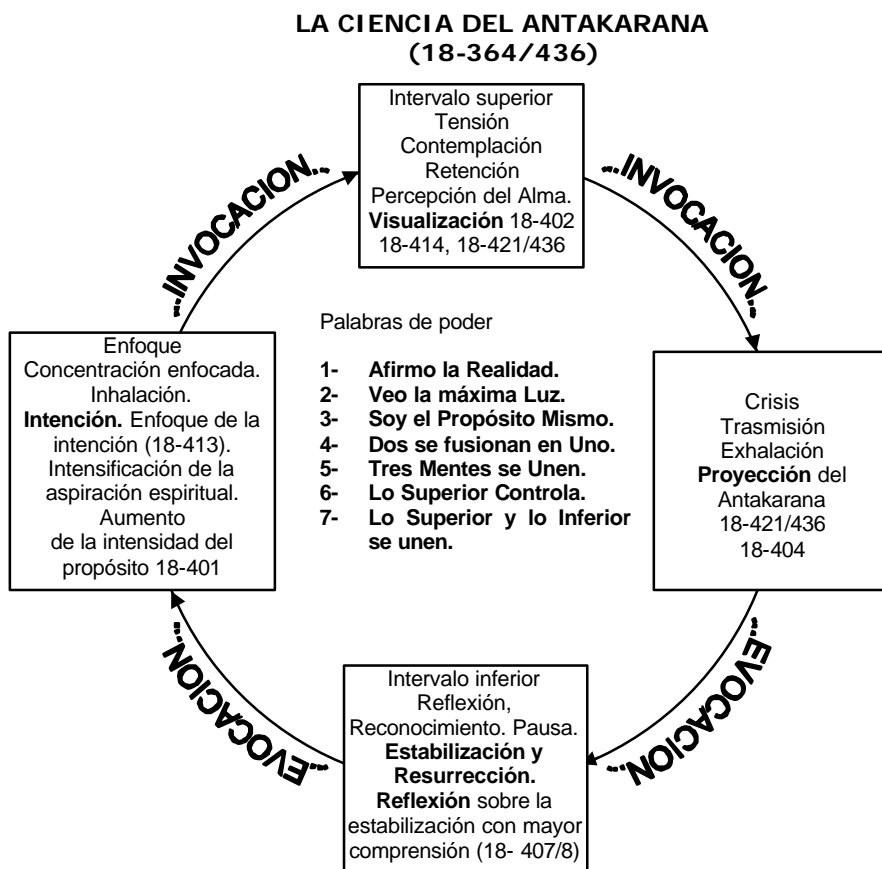 LA CIENCIA DEL ANTAKARANA
(18-364/436)
Intervalo superior
Tensión
Contemplación
Retención
Percepción del Alma.
Visualización 18-402
18-414, 18-421/436
...INVOCACION...
...INVOCACION...
Enfoque
Concentración enfocada.
Inhalación.
Intención. Enfoque de la
intención (18-413).
Intensificación de la
aspiración espiritual.
Aumento
de la intensidad del
propósito 18-401
Palabras de poder
1- Afirmo la Realidad.
2- Veo la máxima Luz.
3- Soy el Propósito Mismo.
4- Dos se fusionan en Uno.
5- Tres Mentes se Unen.
6- Lo Superior Controla.
7- Lo Superior y lo Inferior
se unen.
Crisis
Trasmisión
Exhalación
Proyección del
Antakarana
18-421/436
18-404
...EVOCACION...
...EVOCACION...
Intervalo inferior
Reflexión,
Reconocimiento. Pausa.
Estabilización y
Resurrección.
Reflexión sobre la
estabilización con mayor
comprensión (18- 407/8)